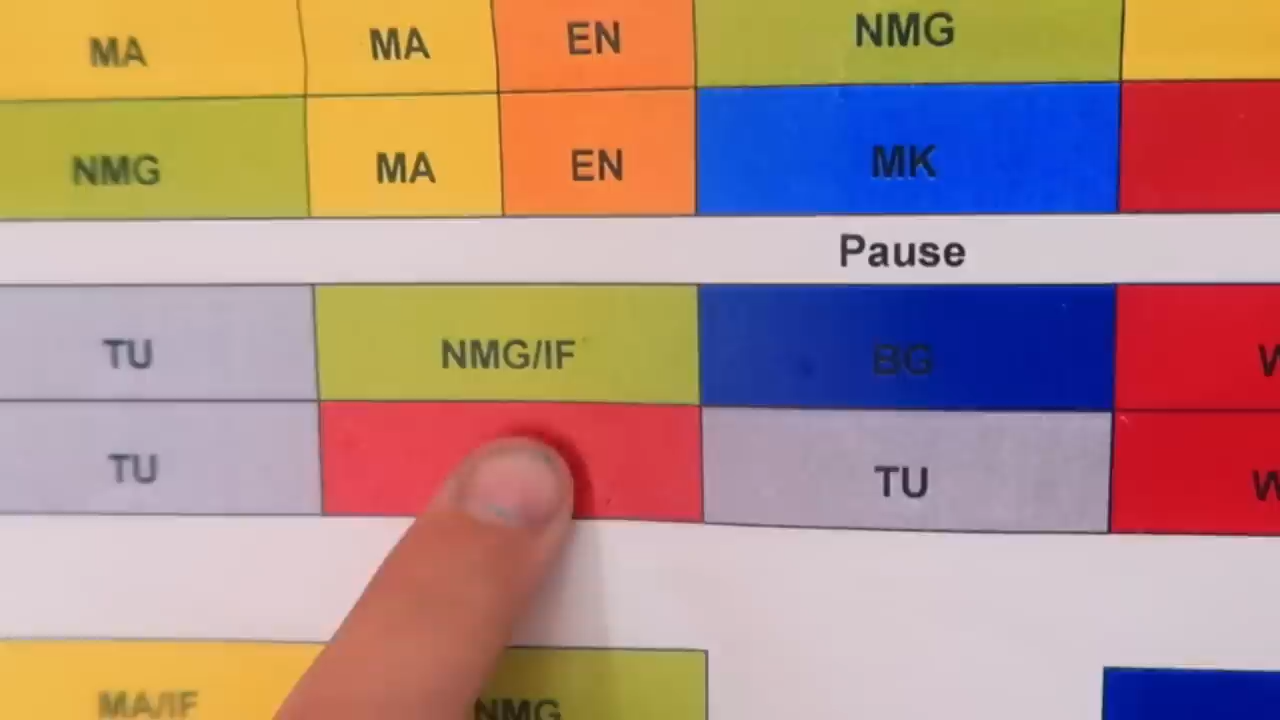 MA MA EN NMG
NMG MA EN MK
Pause
TU NMG/IF BG
TU TU
MA/IF NMG